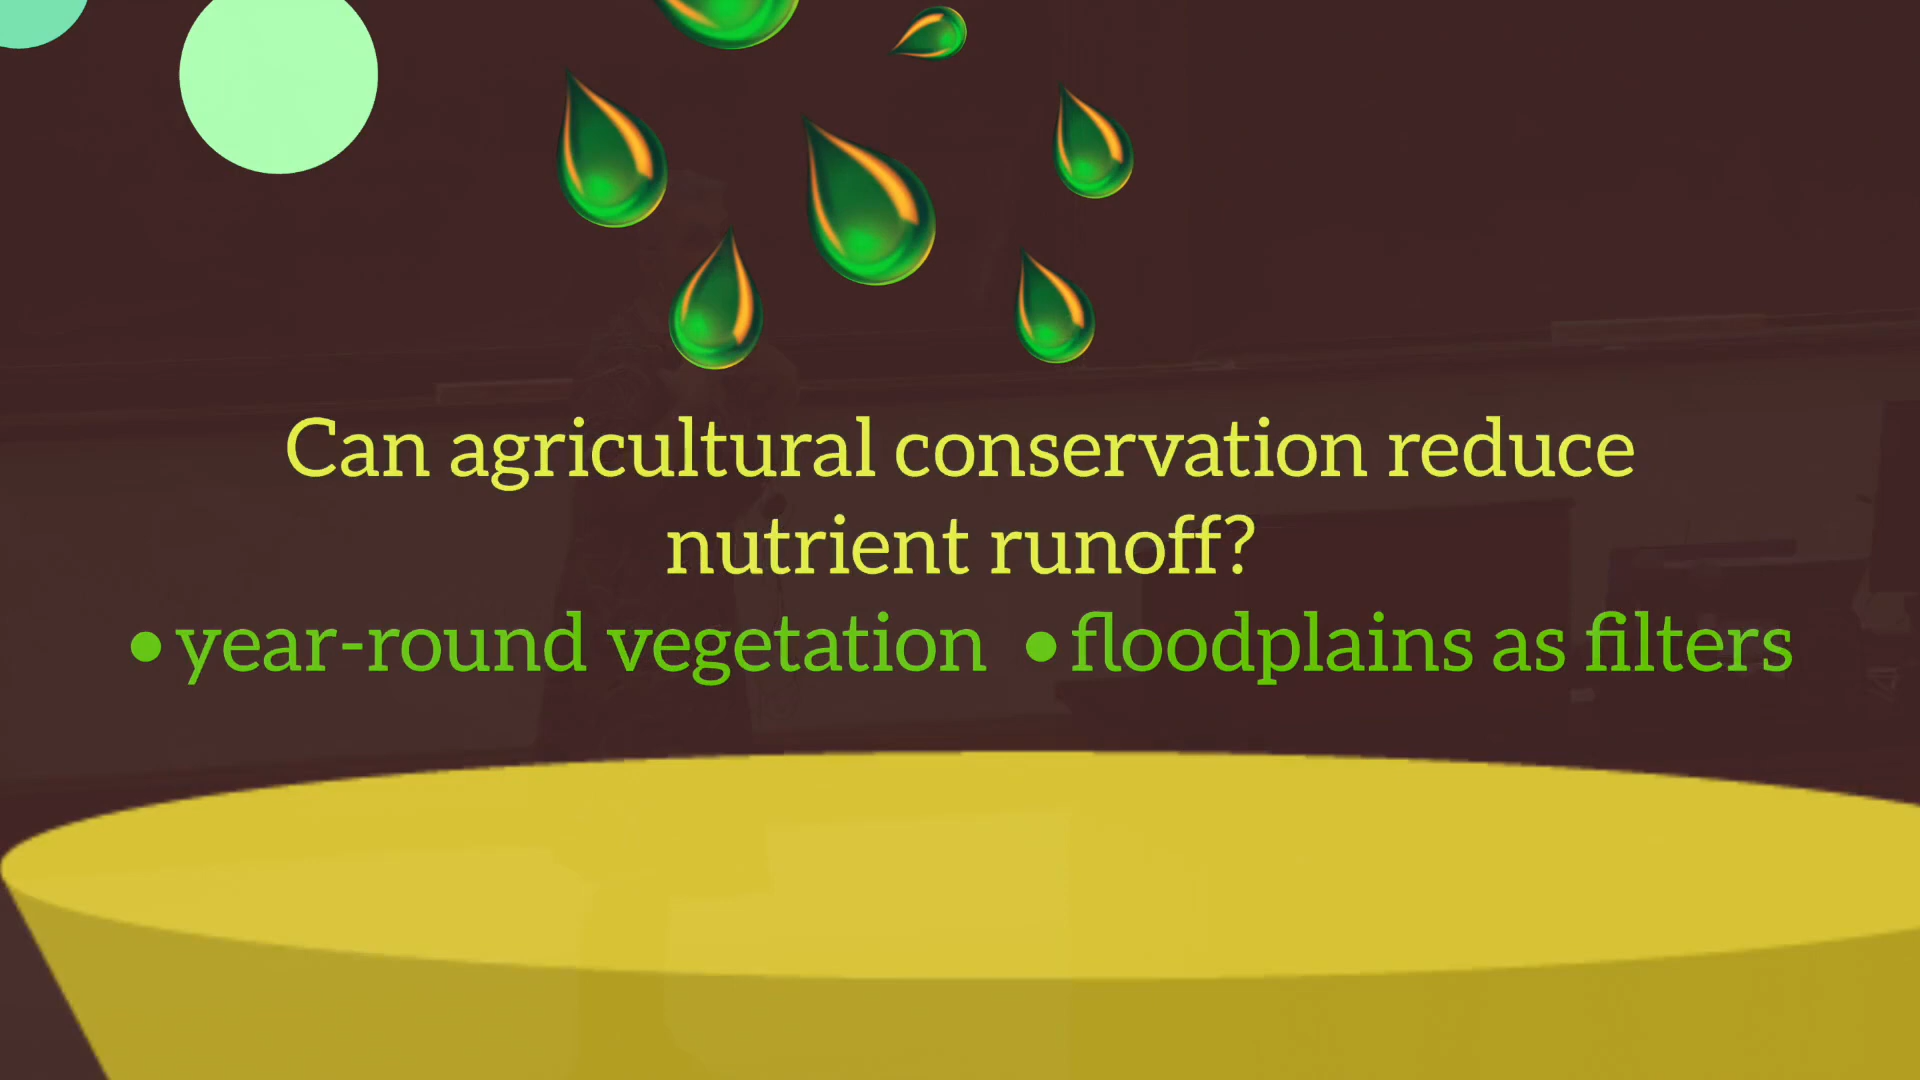 Can agricultural conservation reduce
nutrient runoff?
•year-round vegetation •floodplains as filters